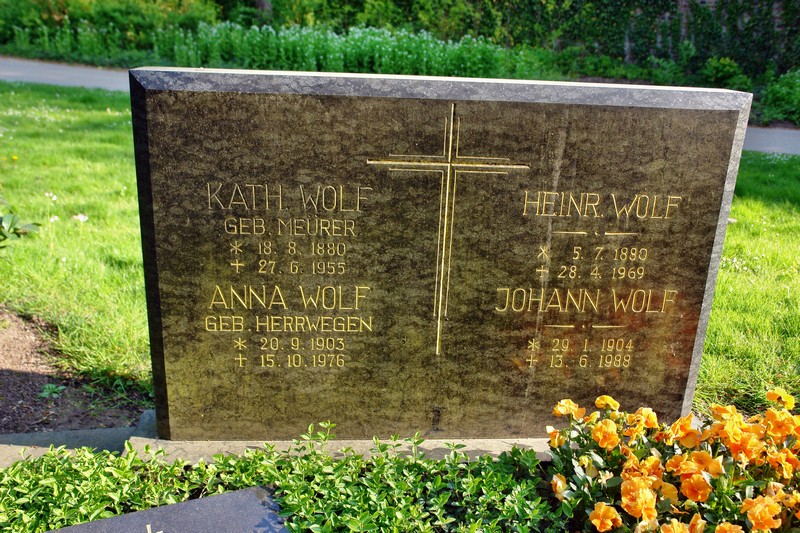 KATH. WOLF
GEB. MEURER
* 18. 8. 1880
+ 27. 6. 1955
ANNA WOLF
GEB. HERRWEGEN
* 20. 9. 1903
+ 15. 10. 1976
HEINR. WOLF
* 5. 7. 1880
+ 28. 4. 1969
JOHANN WOLF
* 29. 1. 1904
+ 13. 6. 1988